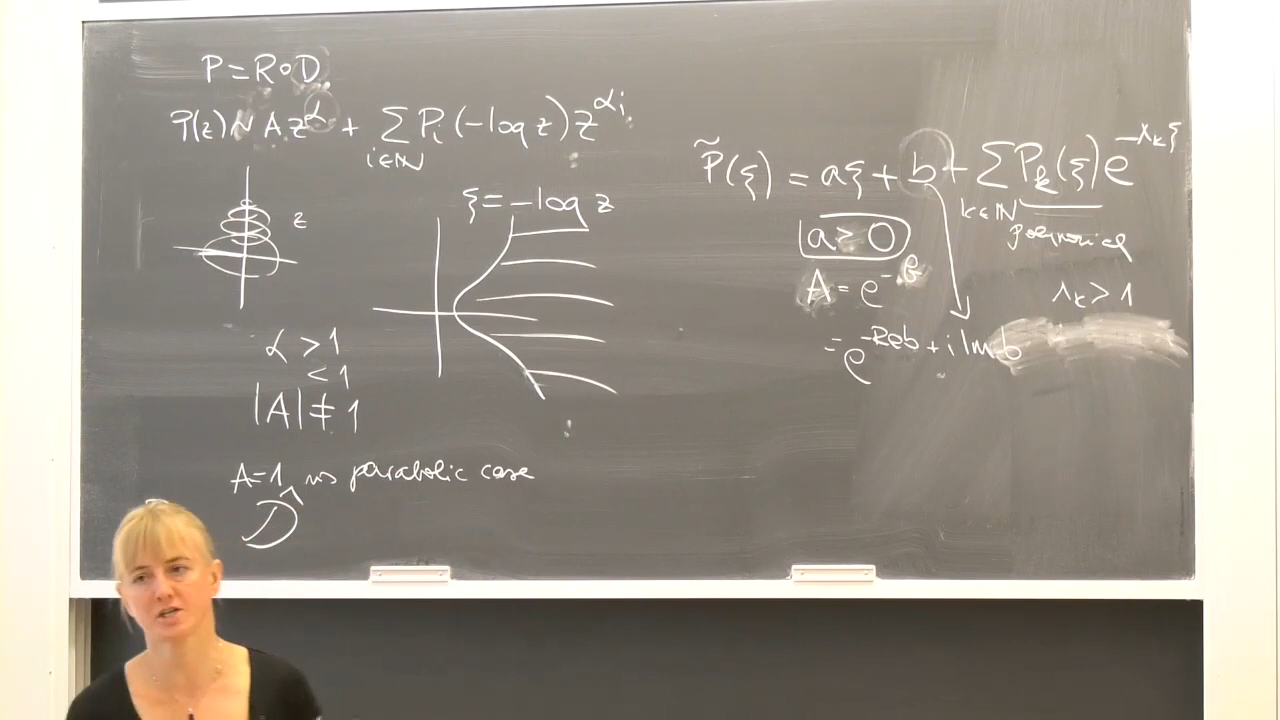 P = R∘D
P(z) ~ A z^α + Σ_{i∈ℕ} P_i(-log z) z^{α_i}
z
ξ = -log z
α > 1
< 1
|A| ≠ 1
A=1 is parabolic case
D̂
P̃(ξ) = aξ + b + Σ_{k∈ℕ} P_k(ξ) e^{-λ_k ξ}
polynomial
a > 0
A = e^{-b}
λ_k > 1
= e^{-Re b + i Im b}